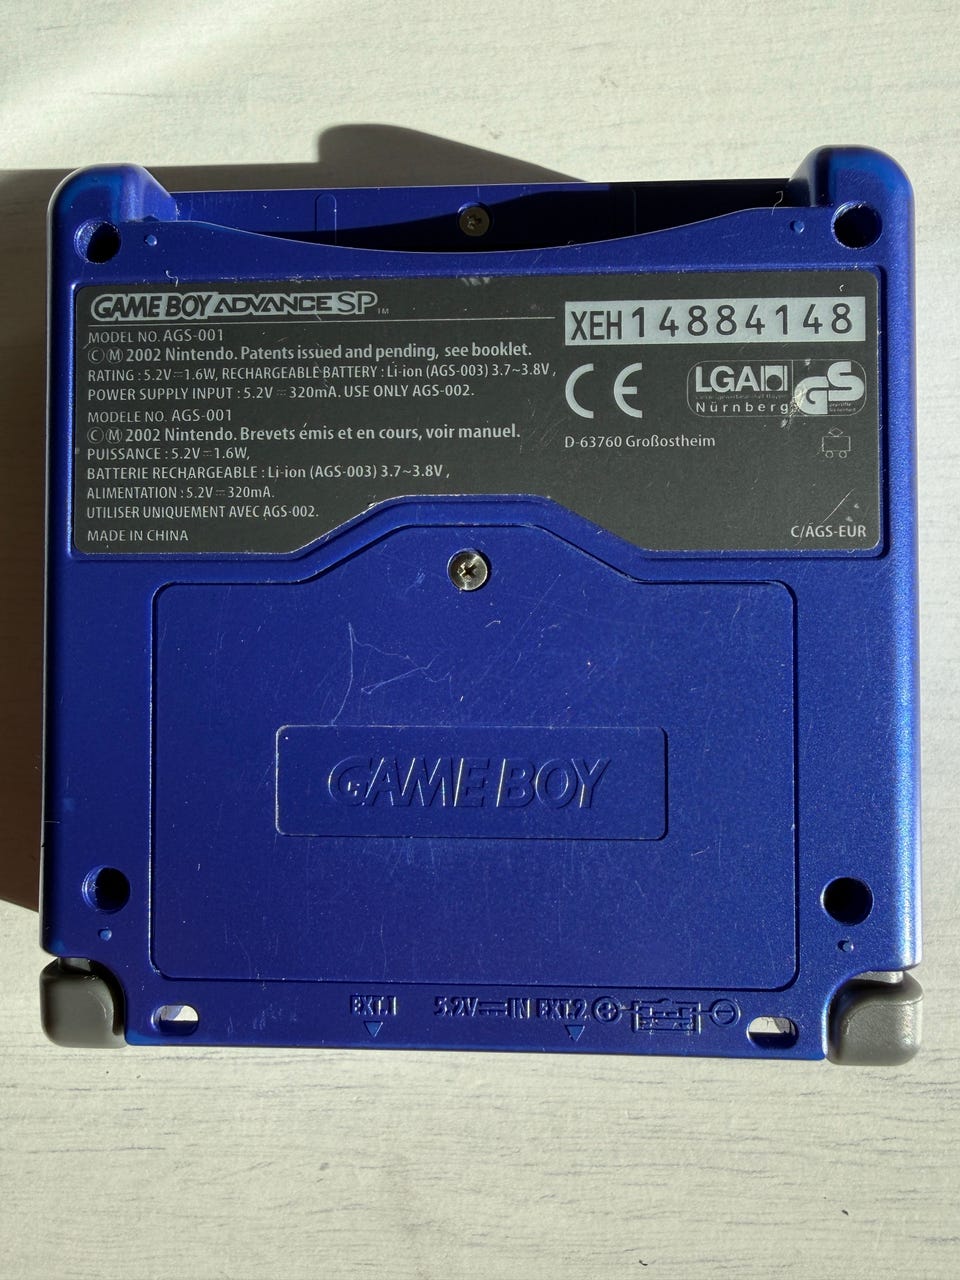 GAME BOY ADVANCE SP TM
MODEL NO. AGS-001
©Ⓜ 2002 Nintendo. Patents issued and pending, see booklet.
RATING : 5.2V⎓1.6W, RECHARGEABLE BATTERY : Li-ion (AGS-003) 3.7~3.8V ,
POWER SUPPLY INPUT : 5.2V ⎓ 320mA. USE ONLY AGS-002.
MODELE NO. AGS-001
©Ⓜ 2002 Nintendo. Brevets émis et en cours, voir manuel.
PUISSANCE : 5.2V⎓1.6W,
BATTERIE RECHARGEABLE : Li-ion (AGS-003) 3.7~3.8V ,
ALIMENTATION : 5.2V ⎓ 320mA.
UTILISER UNIQUEMENT AVEC AGS-002.
MADE IN CHINA
XEH14884148
CE
LGA
Nürnberg
GS
D-63760 Großostheim
C/AGS-EUR
GAME BOY
EXT.1 5.2V⎓IN EXT.2